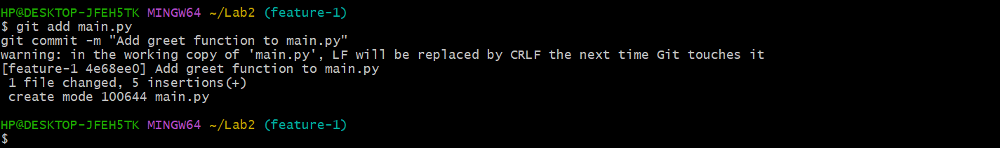 HP@DESKTOP-JFEH5TK MINGW64 ~/Lab2 (feature-1)
$ git add main.py
git commit -m "Add greet function to main.py"
warning: in the working copy of 'main.py', LF will be replaced by CRLF the next time Git touches it
[feature-1 4e68ee0] Add greet function to main.py
 1 file changed, 5 insertions(+)
 create mode 100644 main.py
HP@DESKTOP-JFEH5TK MINGW64 ~/Lab2 (feature-1)
$